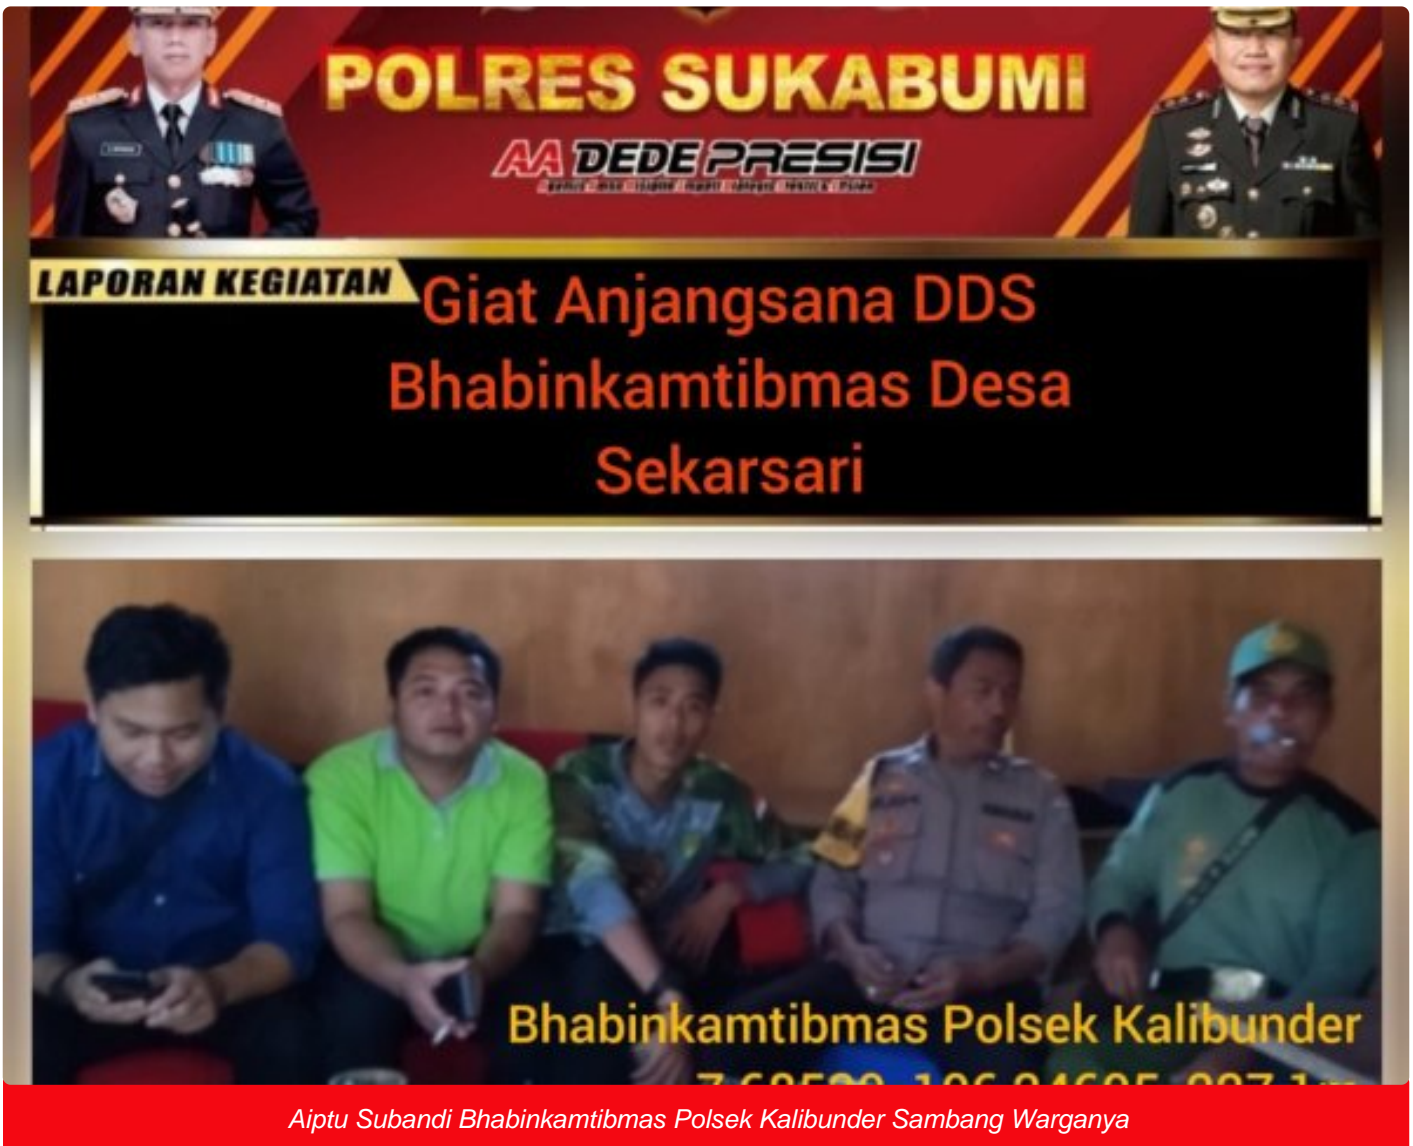 POLRES SUKABUMI
AA DEDE PRESISI
LAPORAN KEGIATAN
Giat Anjangsana DDS
Bhabinkamtibmas Desa
Sekarsari
Bhabinkamtibmas Polsek Kalibunder
Aiptu Subandi Bhabinkamtibmas Polsek Kalibunder Sambang Warganya